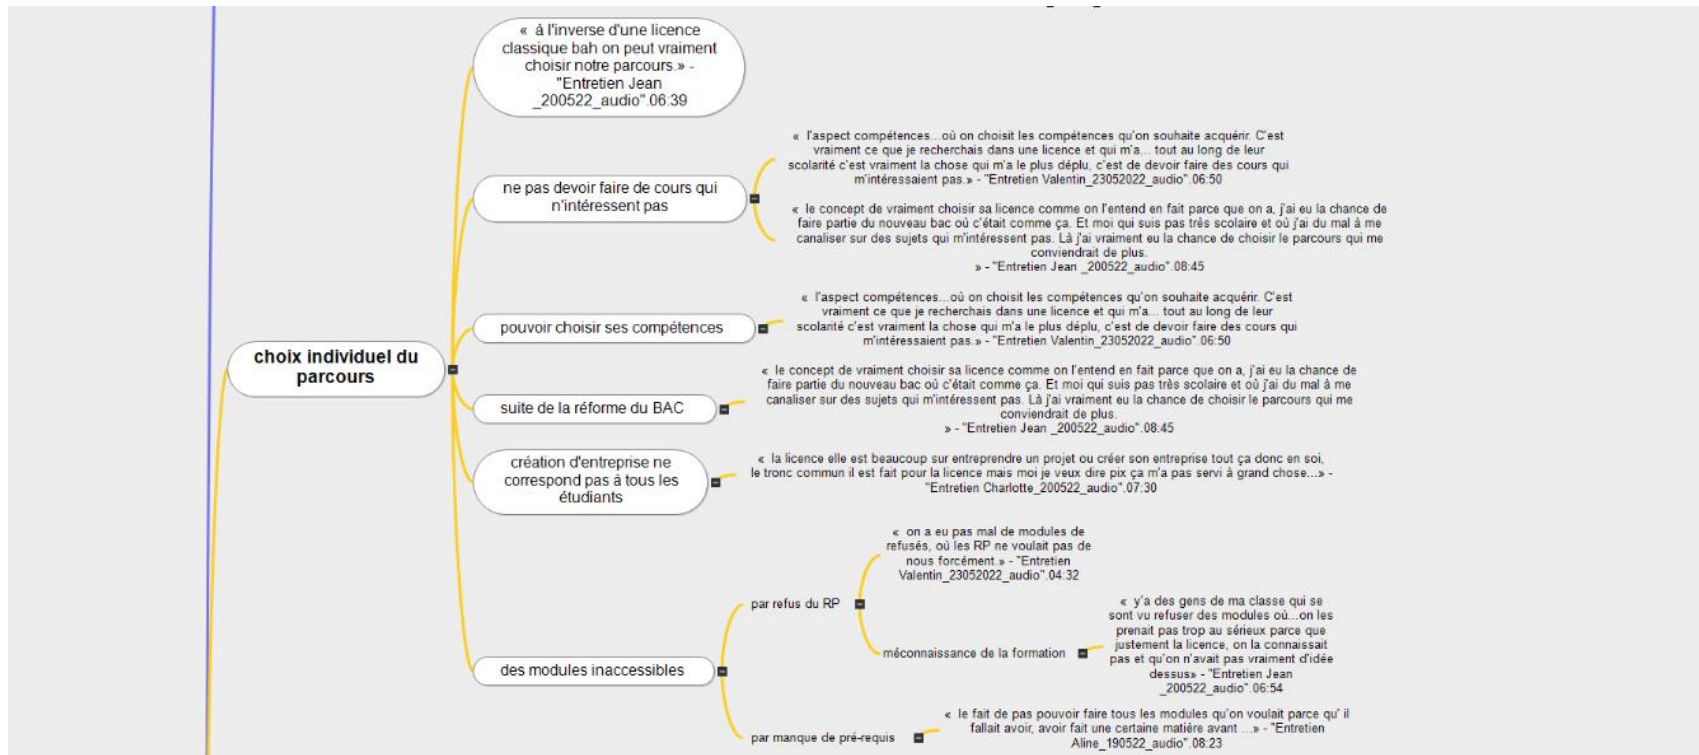 « à l'inverse d'une licence
classique bah on peut vraiment
choisir notre parcours.» -
"Entretien Jean
_200522_audio".06:39
« l'aspect compétences...où on choisit les compétences qu'on souhaite acquérir. C'est
vraiment ce que je recherchais dans une licence et qui m'a... tout au long de leur
scolarité c'est vraiment la chose qui m'a le plus déplu, c'est de devoir faire des cours qui
m'intéressaient pas.» - "Entretien Valentin_23052022_audio".06:50
ne pas devoir faire de cours qui
n'intéressent pas
« le concept de vraiment choisir sa licence comme on l'entend en fait parce que on a, j'ai eu la chance de
faire partie du nouveau bac où c'était comme ça. Et moi qui suis pas très scolaire et où j'ai du mal à me
canaliser sur des sujets qui m'intéressent pas. Là j'ai vraiment eu la chance de choisir le parcours qui me
conviendrait de plus.
» - "Entretien Jean _200522_audio".08:45
« l'aspect compétences...où on choisit les compétences qu'on souhaite acquérir. C'est
vraiment ce que je recherchais dans une licence et qui m'a... tout au long de leur
scolarité c'est vraiment la chose qui m'a le plus déplu, c'est de devoir faire des cours qui
m'intéressaient pas.» - "Entretien Valentin_23052022_audio".06:50
pouvoir choisir ses compétences
choix individuel du
parcours
« le concept de vraiment choisir sa licence comme on l'entend en fait parce que on a, j'ai eu la chance de
faire partie du nouveau bac où c'était comme ça. Et moi qui suis pas très scolaire et où j'ai du mal à me
canaliser sur des sujets qui m'intéressent pas. Là j'ai vraiment eu la chance de choisir le parcours qui me
conviendrait de plus.
» - "Entretien Jean _200522_audio".08:45
suite de la réforme du BAC
création d'entreprise ne
correspond pas à tous les
étudiants
« la licence elle est beaucoup sur entreprendre un projet ou créer son entreprise tout ça donc en soi,
le tronc commun il est fait pour la licence mais moi je veux dire pix ça m'a pas servi à grand chose...» -
"Entretien Charlotte_200522_audio".07:30
« on a eu pas mal de modules de
refusés, où les RP ne voulait pas de
nous forcément.» - "Entretien
Valentin_23052022_audio".04:32
par refus du RP
« y'a des gens de ma classe qui se
sont vu refuser des modules où...on les
prenait pas trop au sérieux parce que
justement la licence, on la connaissait
pas et qu'on n'avait pas vraiment d'idée
dessus» - "Entretien Jean
_200522_audio".06:54
méconnaissance de la formation
des modules inaccessibles
« le fait de pas pouvoir faire tous les modules qu'on voulait parce qu' il
fallait avoir, avoir fait une certaine matière avant ...» - "Entretien
Aline_190522_audio".08:23
par manque de pré-requis